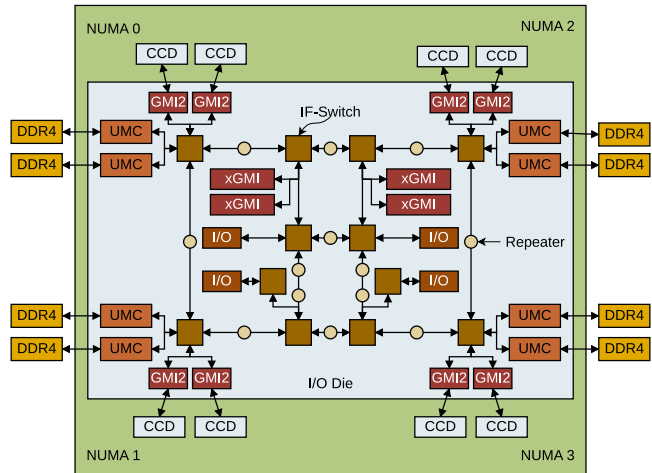 NUMA 0
NUMA 2
CCD CCD CCD CCD
GMI2 GMI2 GMI2 GMI2
IF-Switch
DDR4 UMC UMC DDR4
DDR4 UMC UMC DDR4
xGMI xGMI
xGMI xGMI
I/O I/O
Repeater
I/O I/O
DDR4 UMC UMC DDR4
DDR4 UMC UMC DDR4
GMI2 GMI2 I/O Die GMI2 GMI2
CCD CCD CCD CCD
NUMA 1
NUMA 3